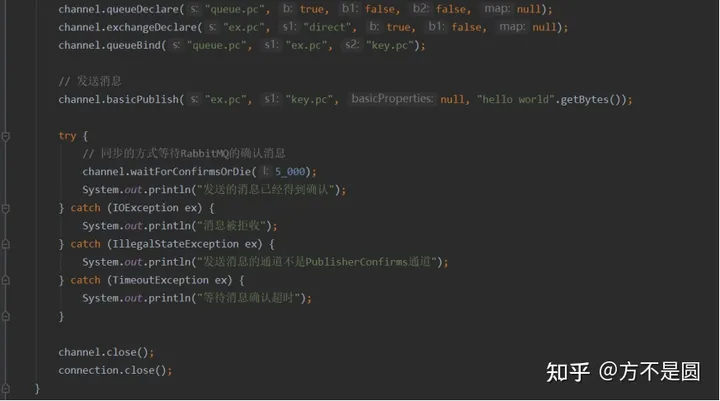 channel.queueDeclare( s: "queue.pc", b: true, b1: false, b2: false, map: null);
channel.exchangeDeclare( s: "ex.pc", s1: "direct", b: true, b1: false, map: null);
channel.queueBind( s: "queue.pc", s1: "ex.pc", s2: "key.pc");
// 发送消息
channel.basicPublish( s: "ex.pc", s1: "key.pc", basicProperties: null, "hello world".getBytes());
try {
// 同步的方式等待RabbitMQ的确认消息
channel.waitForConfirmsOrDie( l: 5_000);
System.out.println("发送的消息已经得到确认");
} catch (IOException ex) {
System.out.println("消息被拒收");
} catch (IllegalStateException ex) {
System.out.println("发送消息的通道不是PublisherConfirms通道");
} catch (TimeoutException ex) {
System.out.println("等待消息确认超时");
}
channel.close();
connection.close();
}
知乎 @方不是圆